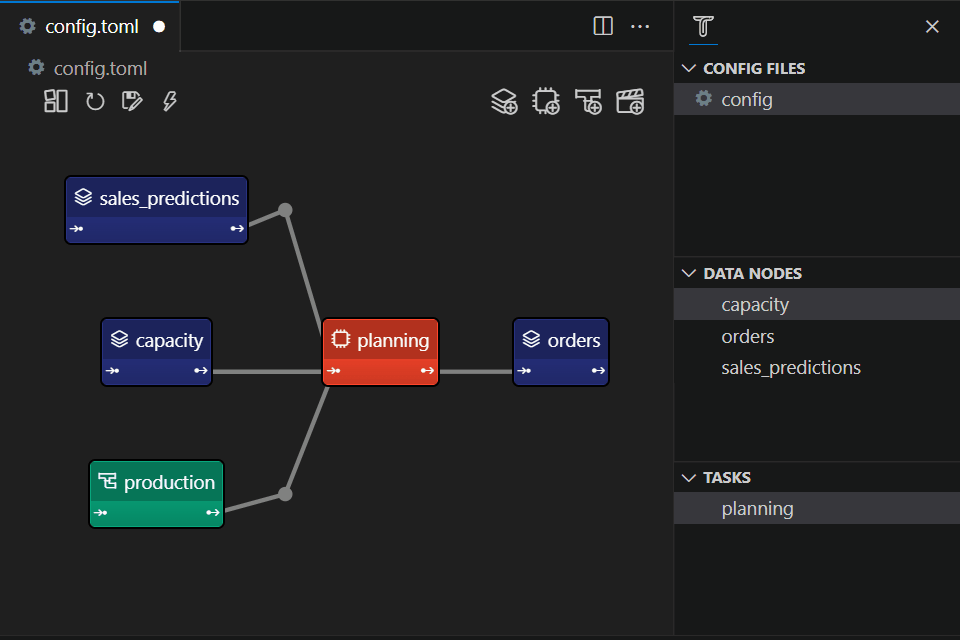 config.toml
config.toml
sales_predictions
capacity
planning
orders
production
CONFIG FILES
config
DATA NODES
capacity
orders
sales_predictions
TASKS
planning